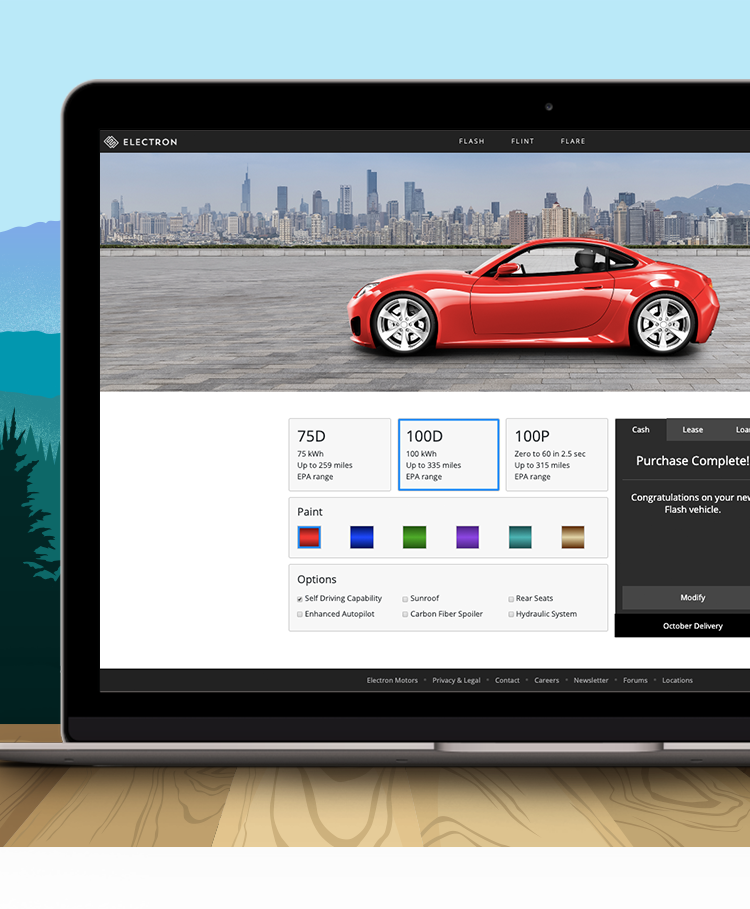 ELECTRON
FLASH FLINT FLARE
75D
75 kWh
Up to 259 miles
EPA range
100D
100 kWh
Up to 335 miles
EPA range
100P
Zero to 60 in 2.5 sec
Up to 315 miles
EPA range
Paint
Options
Self Driving Capability Sunroof Rear Seats
Enhanced Autopilot Carbon Fiber Spoiler Hydraulic System
Cash Lease Loa
Purchase Complete!
Congratulations on your new
Flash vehicle.
Modify
October Delivery
Electron Motors • Privacy & Legal • Contact • Careers • Newsletter • Forums • Locations